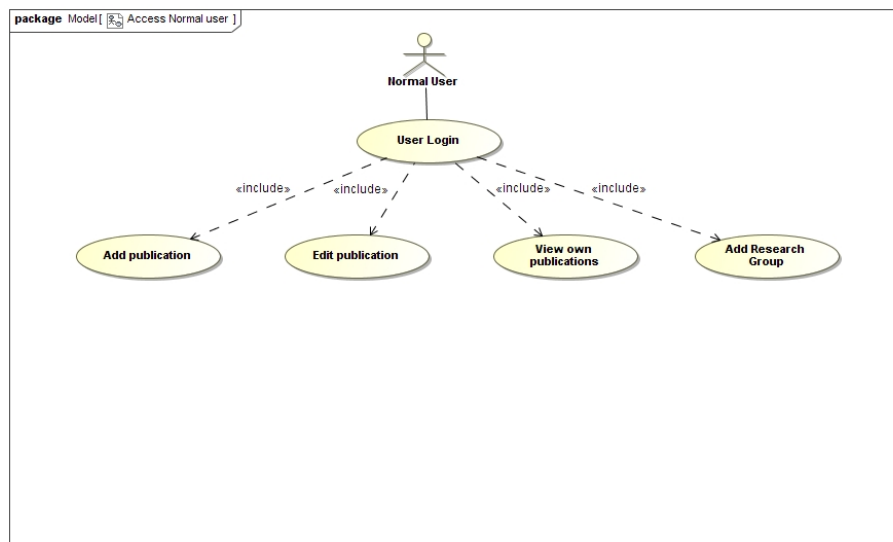 package Model [ Access Normal user ]
Normal User
User Login
«include» «include» «include» «include»
Add publication
Edit publication
View own
publications
Add Research
Group